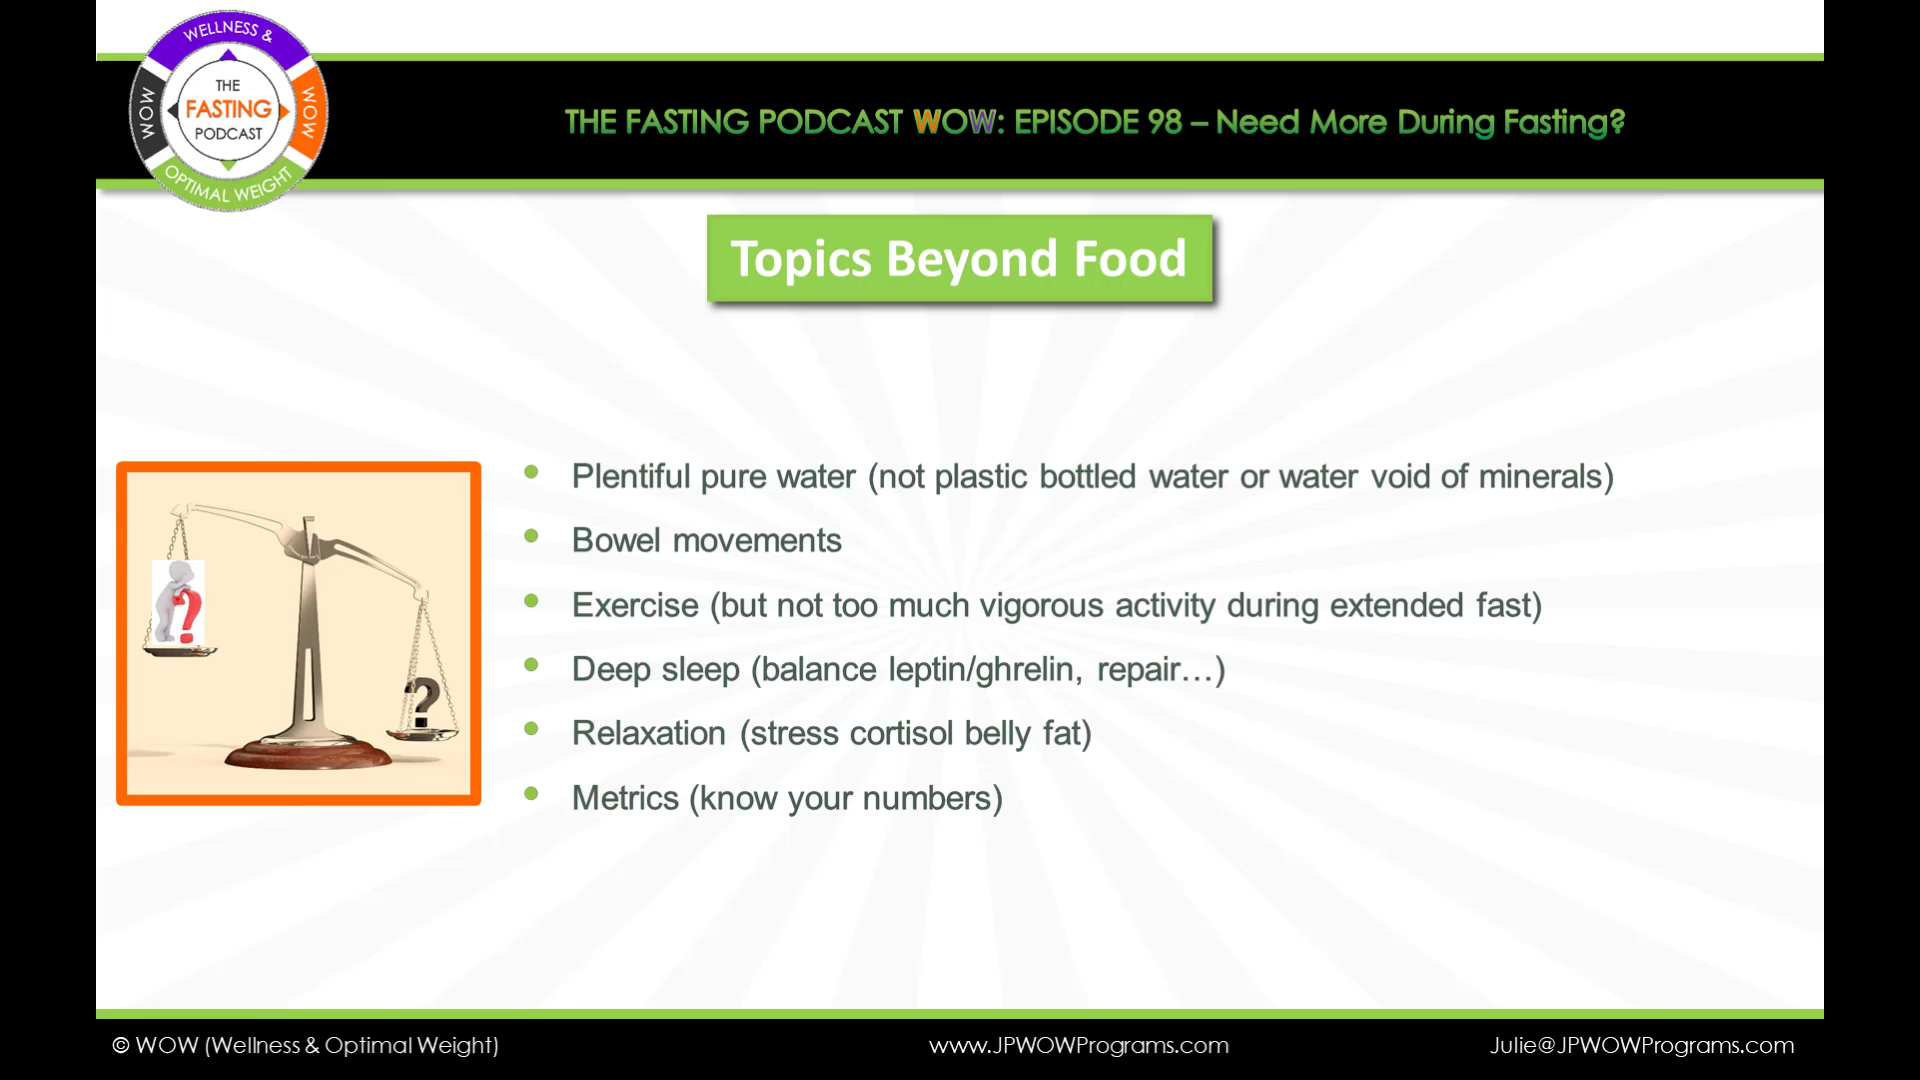 WELLNESS &
WOW
THE
FASTING
PODCAST
WOW
OPTIMAL WEIGHT
THE FASTING PODCAST WOW: EPISODE 98 – Need More During Fasting?
Topics Beyond Food
• Plentiful pure water (not plastic bottled water or water void of minerals)
• Bowel movements
• Exercise (but not too much vigorous activity during extended fast)
• Deep sleep (balance leptin/ghrelin, repair…)
• Relaxation (stress cortisol belly fat)
• Metrics (know your numbers)
?
?
© WOW (Wellness & Optimal Weight)
www.JPWOWPrograms.com
Julie@JPWOWPrograms.com